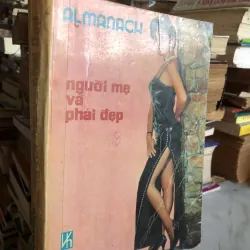 ALMANACH
người mẹ
và
phái đẹp